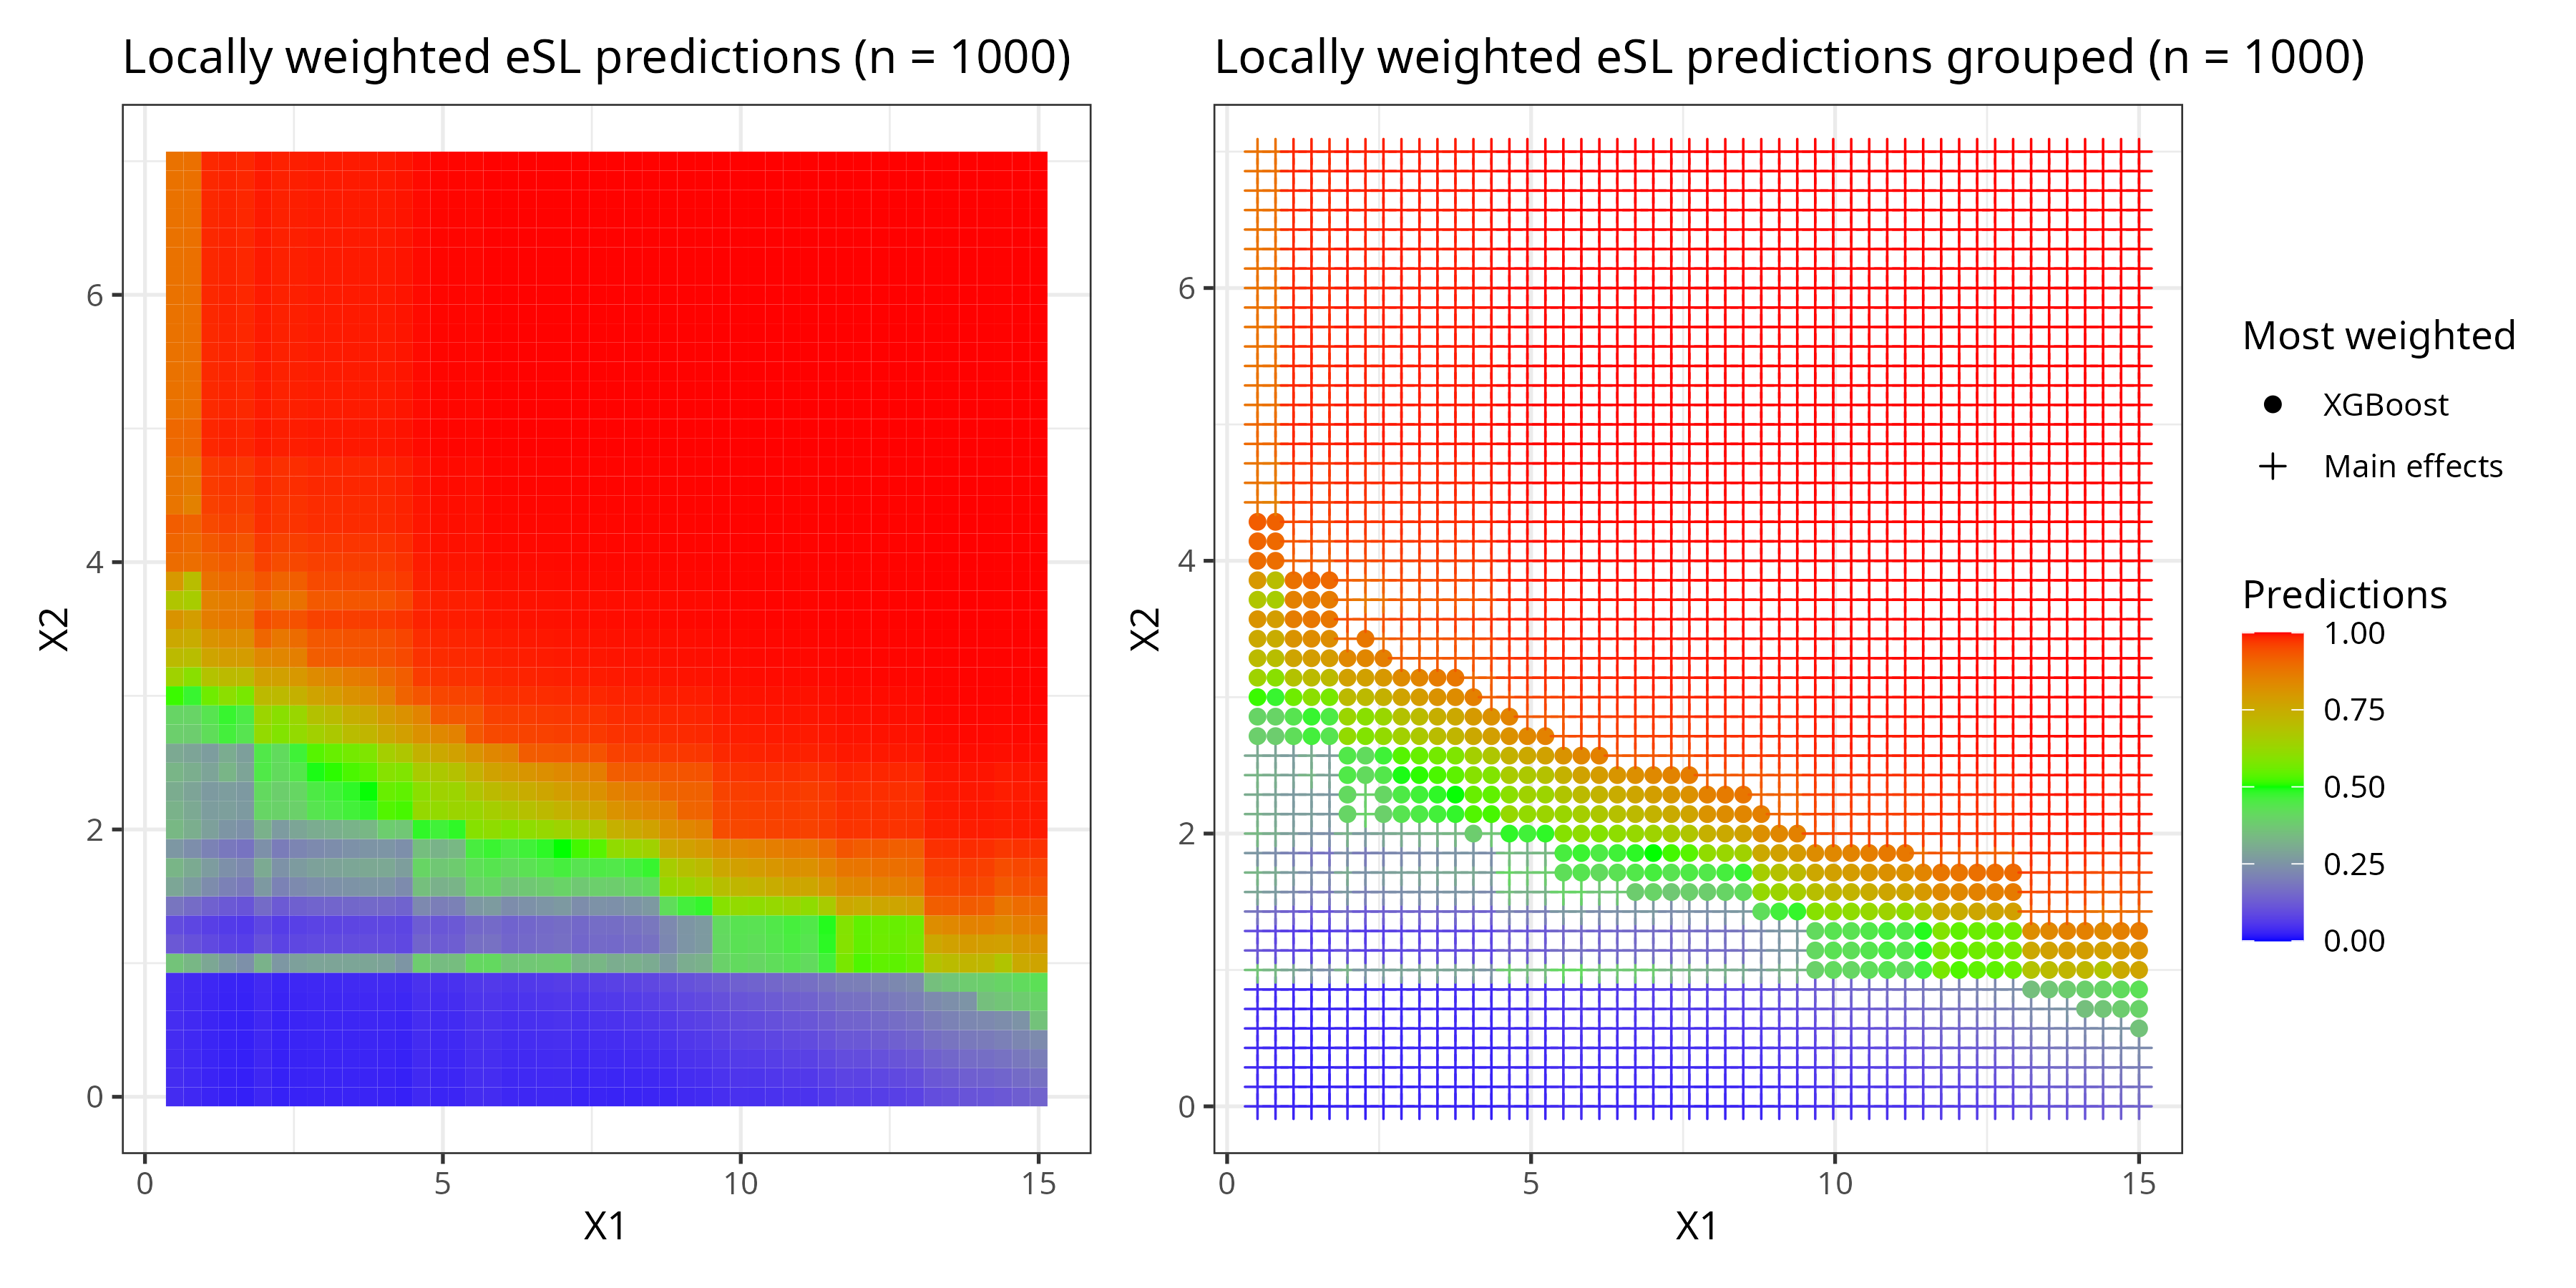 Locally weighted eSL predictions (n = 1000)
X2
6
4
2
0
0 5 10 15
X1
Locally weighted eSL predictions grouped (n = 1000)
X2
6
4
2
0
0 5 10 15
X1
Most weighted
XGBoost
Main effects
Predictions
1.00
0.75
0.50
0.25
0.00